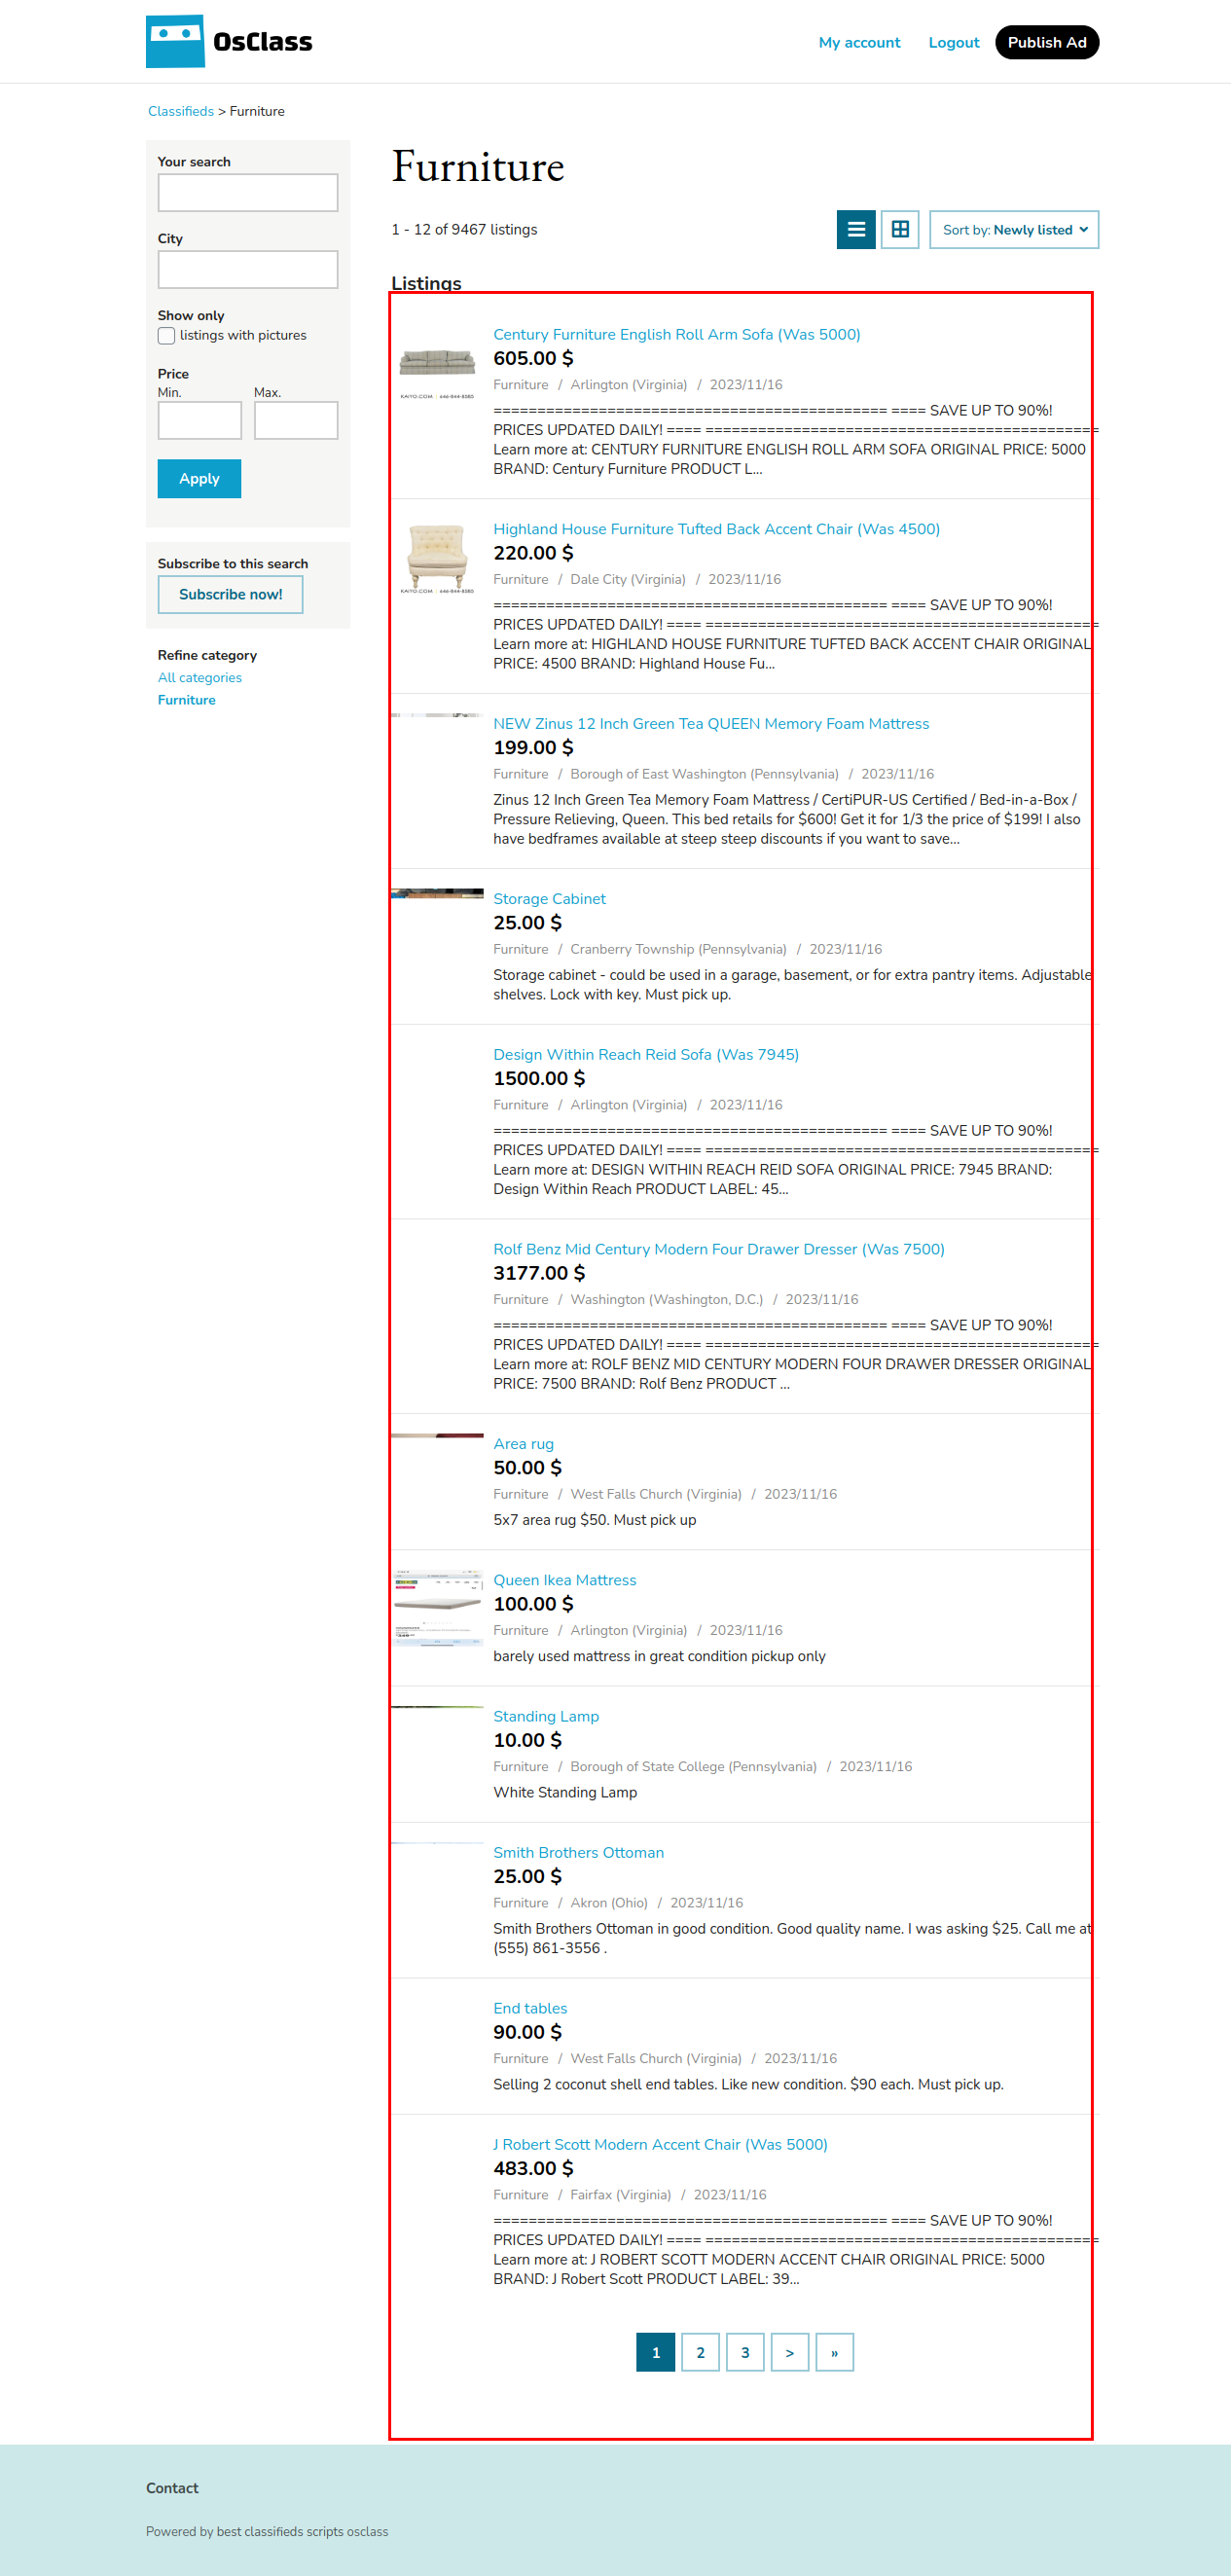 OsClass
My account Logout Publish Ad
Classifieds > Furniture
Your search
City
Show only
listings with pictures
Price
Min. Max.
Apply
Subscribe to this search
Subscribe now!
Refine category
All categories
Furniture
Furniture
1 - 12 of 9467 listings
Sort by: Newly listed
Listings
KAIYO.COM | 646-844-8580
Century Furniture English Roll Arm Sofa (Was 5000)
605.00 $
Furniture / Arlington (Virginia) / 2023/11/16
============================================= ==== SAVE UP TO 90%!
PRICES UPDATED DAILY! ==== =============================================
Learn more at: CENTURY FURNITURE ENGLISH ROLL ARM SOFA ORIGINAL PRICE: 5000
BRAND: Century Furniture PRODUCT L...
KAIYO.COM | 646-844-8580
Highland House Furniture Tufted Back Accent Chair (Was 4500)
220.00 $
Furniture / Dale City (Virginia) / 2023/11/16
============================================= ==== SAVE UP TO 90%!
PRICES UPDATED DAILY! ==== =============================================
Learn more at: HIGHLAND HOUSE FURNITURE TUFTED BACK ACCENT CHAIR ORIGINAL
PRICE: 4500 BRAND: Highland House Fu...
NEW Zinus 12 Inch Green Tea QUEEN Memory Foam Mattress
199.00 $
Furniture / Borough of East Washington (Pennsylvania) / 2023/11/16
Zinus 12 Inch Green Tea Memory Foam Mattress / CertiPUR-US Certified / Bed-in-a-Box /
Pressure Relieving, Queen. This bed retails for $600! Get it for 1/3 the price of $199! I also
have bedframes available at steep steep discounts if you want to save...
Storage Cabinet
25.00 $
Furniture / Cranberry Township (Pennsylvania) / 2023/11/16
Storage cabinet - could be used in a garage, basement, or for extra pantry items. Adjustable
shelves. Lock with key. Must pick up.
Design Within Reach Reid Sofa (Was 7945)
1500.00 $
Furniture / Arlington (Virginia) / 2023/11/16
============================================= ==== SAVE UP TO 90%!
PRICES UPDATED DAILY! ==== =============================================
Learn more at: DESIGN WITHIN REACH REID SOFA ORIGINAL PRICE: 7945 BRAND:
Design Within Reach PRODUCT LABEL: 45...
Rolf Benz Mid Century Modern Four Drawer Dresser (Was 7500)
3177.00 $
Furniture / Washington (Washington, D.C.) / 2023/11/16
============================================= ==== SAVE UP TO 90%!
PRICES UPDATED DAILY! ==== =============================================
Learn more at: ROLF BENZ MID CENTURY MODERN FOUR DRAWER DRESSER ORIGINAL
PRICE: 7500 BRAND: Rolf Benz PRODUCT ...
Area rug
50.00 $
Furniture / West Falls Church (Virginia) / 2023/11/16
5x7 area rug $50. Must pick up
Queen Ikea Mattress
100.00 $
Furniture / Arlington (Virginia) / 2023/11/16
barely used mattress in great condition pickup only
Standing Lamp
10.00 $
Furniture / Borough of State College (Pennsylvania) / 2023/11/16
White Standing Lamp
Smith Brothers Ottoman
25.00 $
Furniture / Akron (Ohio) / 2023/11/16
Smith Brothers Ottoman in good condition. Good quality name. I was asking $25. Call me at
(555) 861-3556 .
End tables
90.00 $
Furniture / West Falls Church (Virginia) / 2023/11/16
Selling 2 coconut shell end tables. Like new condition. $90 each. Must pick up.
J Robert Scott Modern Accent Chair (Was 5000)
483.00 $
Furniture / Fairfax (Virginia) / 2023/11/16
============================================= ==== SAVE UP TO 90%!
PRICES UPDATED DAILY! ==== =============================================
Learn more at: J ROBERT SCOTT MODERN ACCENT CHAIR ORIGINAL PRICE: 5000
BRAND: J Robert Scott PRODUCT LABEL: 39...
1 2 3 > »
Contact
Powered by best classifieds scripts osclass